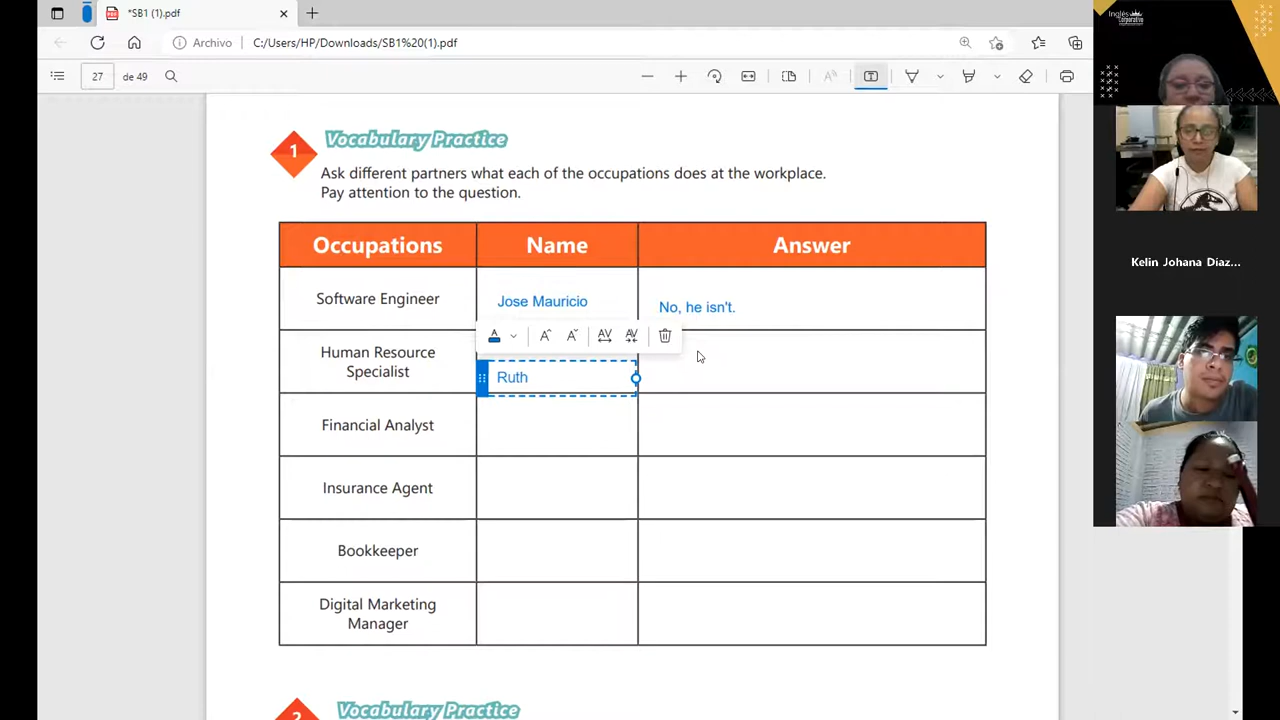 *SB1 (1).pdf
Archivo
C:/Users/HP/Downloads/SB1%20(1).pdf
27 de 49
1 Vocabulary Practice
Ask different partners what each of the occupations does at the workplace.
Pay attention to the question.
Occupations Name Answer
Software Engineer Jose Mauricio No, he isn't.
Human Resource
Specialist
Ruth
Financial Analyst
Insurance Agent
Bookkeeper
Digital Marketing
Manager
2 Vocabulary Practice
Inglés
Corporativo
Kelin Johana Diaz...